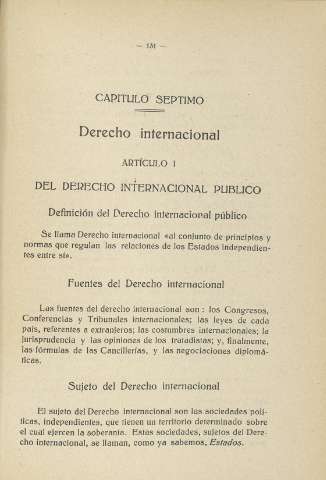 — 131 —
CAPITULO SEPTIMO
Derecho internacional
ARTÍCULO I
DEL DERECHO INTERNACIONAL PUBLICO
Definición del Derecho internacional público
Se llama Derecho internacional «al conjunto de principios y
normas que regulan las relaciones de los Estados independien-
tes entre sí».
Fuentes del Derecho internacional
Las fuentes del derecho internacional son: los Congresos,
Conferencias y Tribunales internacionales; las leyes de cada
país, referentes a extranjeros; las costumbres internacionales; la
jurisprudencia y las opiniones de los tratadistas; y, finalmente,
las fórmulas de las Cancillerías, y las negociaciones diplomá-
ticas.
Sujeto del Derecho internacional
El sujeto del Derecho internacional son las sociedades polí-
ticas, independientes, que tienen un territorio determinado sobre
el cual ejercen la soberanía. Estas sociedades, sujetos del Dere-
cho internacional, se llaman, como ya sabemos, Estados.